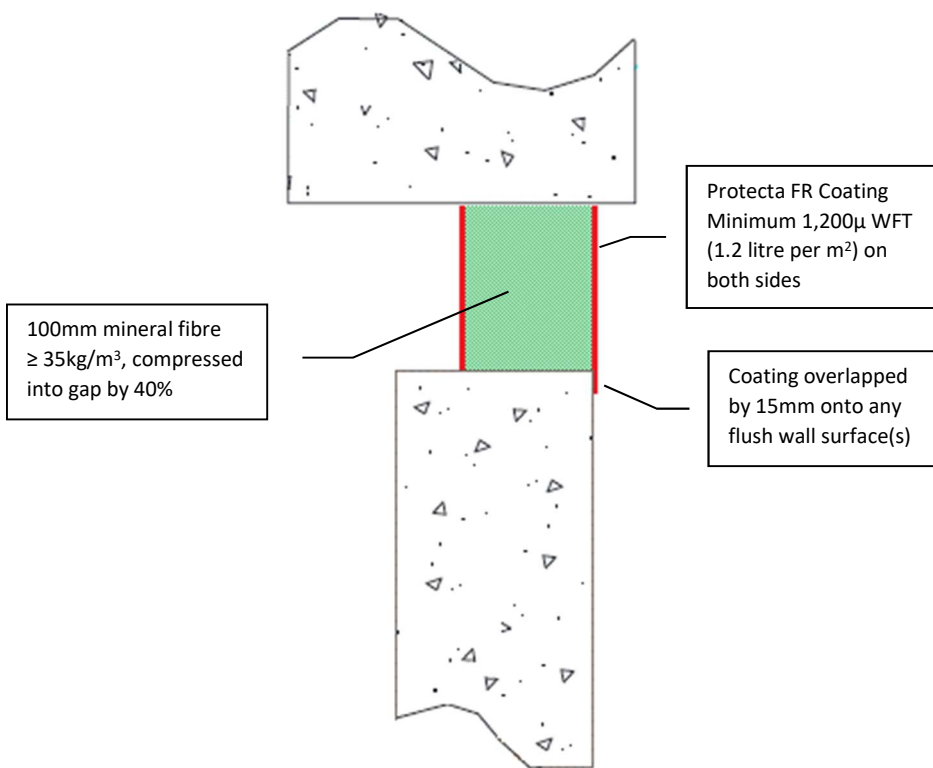 Protecta FR Coating
Minimum 1,200µ WFT
(1.2 litre per m²) on
both sides
100mm mineral fibre
≥ 35kg/m³, compressed
into gap by 40%
Coating overlapped
by 15mm onto any
flush wall surface(s)